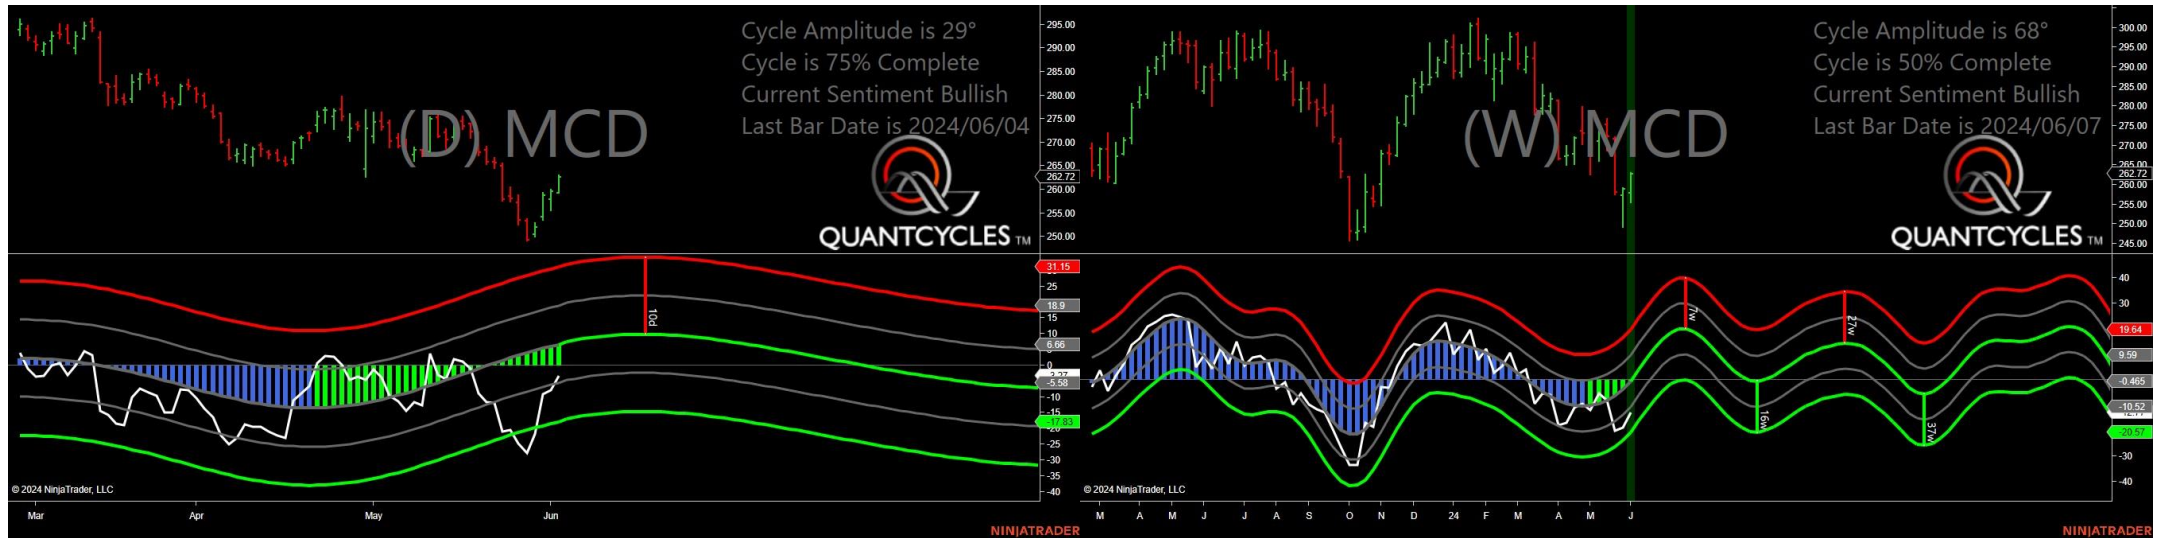 Cycle Amplitude is 29°
Cycle is 75% Complete
Current Sentiment Bullish
Last Bar Date is 2024/06/04
(D) MCD
QUANTCYCLES TM
295.00
290.00
285.00
280.00
275.00
270.00
265.00
262.72
260.00
255.00
250.00
31.15
25
18.9
15
10
6.66
0
-5.58
-10
-15
-17.83
-25
-30
-35
-40
10d
© 2024 NinjaTrader, LLC
Mar Apr May Jun
NINJATRADER
Cycle Amplitude is 68°
Cycle is 50% Complete
Current Sentiment Bullish
Last Bar Date is 2024/06/07
(W) MCD
QUANTCYCLES TM
300.00
295.00
290.00
285.00
280.00
275.00
270.00
265.00
262.72
260.00
255.00
250.00
245.00
40
30
19.64
9.59
-0.465
-10.52
-20.57
-30
-40
7w
16w
27w
37w
© 2024 NinjaTrader, LLC
M A M J J A S O N D 24 F M A M J
NINJATRADER